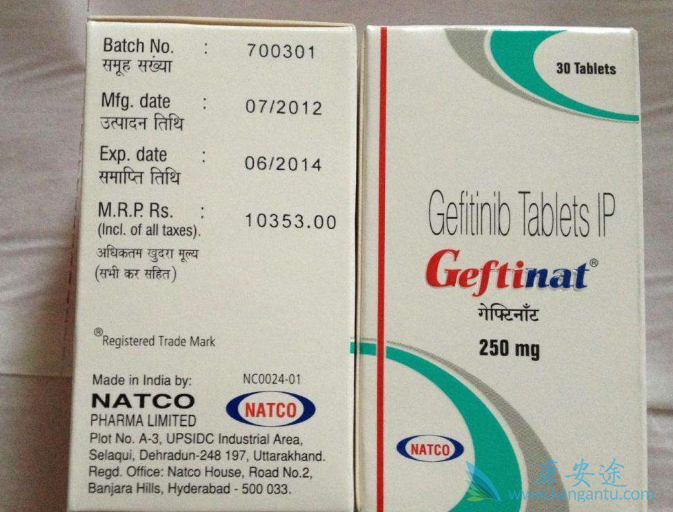 Batch No. : 700301
समूह सख्या
Mfg. date : 07/2012
उत्पादन तिथि
Exp. date : 06/2014
समाप्ति तिथि
M.R.P. Rs. : 10353.00
(Incl. of all taxes).
अधिकतम खुदरा मूल्य
(सभी कर सहित)
®Registered Trade Mark
Made in India by: NC0024-01
NATCO
PHARMA LIMITED
NATCO
Plot No. A-3, UPSIDC Industrial Area,
Selaqui, Dehradun-248 197, Uttarakhand.
Regd. Office: Natco House, Road No.2,
Banjara Hills, Hyderabad - 500 033.
30 Tablets
Gefitinib Tablets IP
Geftinat®
गेफ्टिनॉट
250 mg
NATCO
康安途
www.kangantu.com